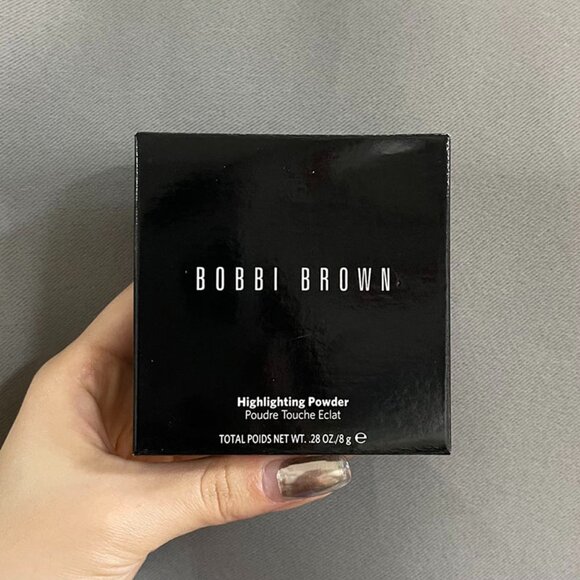 BOBBI BROWN
Highlighting Powder
Poudre Touche Eclat
TOTAL POIDS NET WT. .28 OZ./8 g ℮